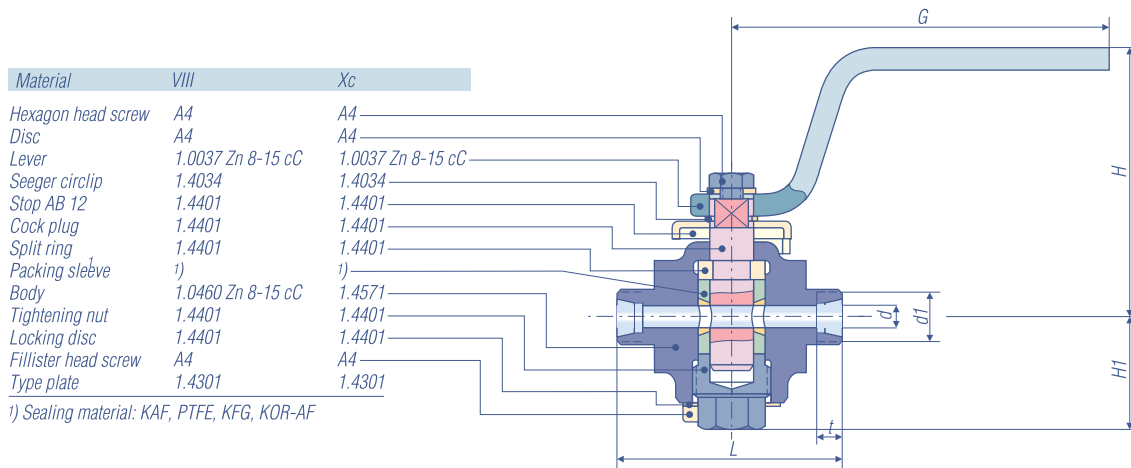 G
Material VIII Xc
Hexagon head screw A4 A4
Disc A4 A4
Lever 1.0037 Zn 8-15 cC 1.0037 Zn 8-15 cC
Seeger circlip 1.4034 1.4034
Stop AB 12 1.4401 1.4401
Cock plug 1.4401 1.4401
Split ring 1.4401 1.4401
Packing sleeve 1 1) 1)
Body 1.0460 Zn 8-15 cC 1.4571
Tightening nut 1.4401 1.4401
Locking disc 1.4401 1.4401
Fillister head screw A4 A4
Type plate 1.4301 1.4301
1) Sealing material: KAF, PTFE, KFG, KOR-AF
H
d
d1
H1
t
L